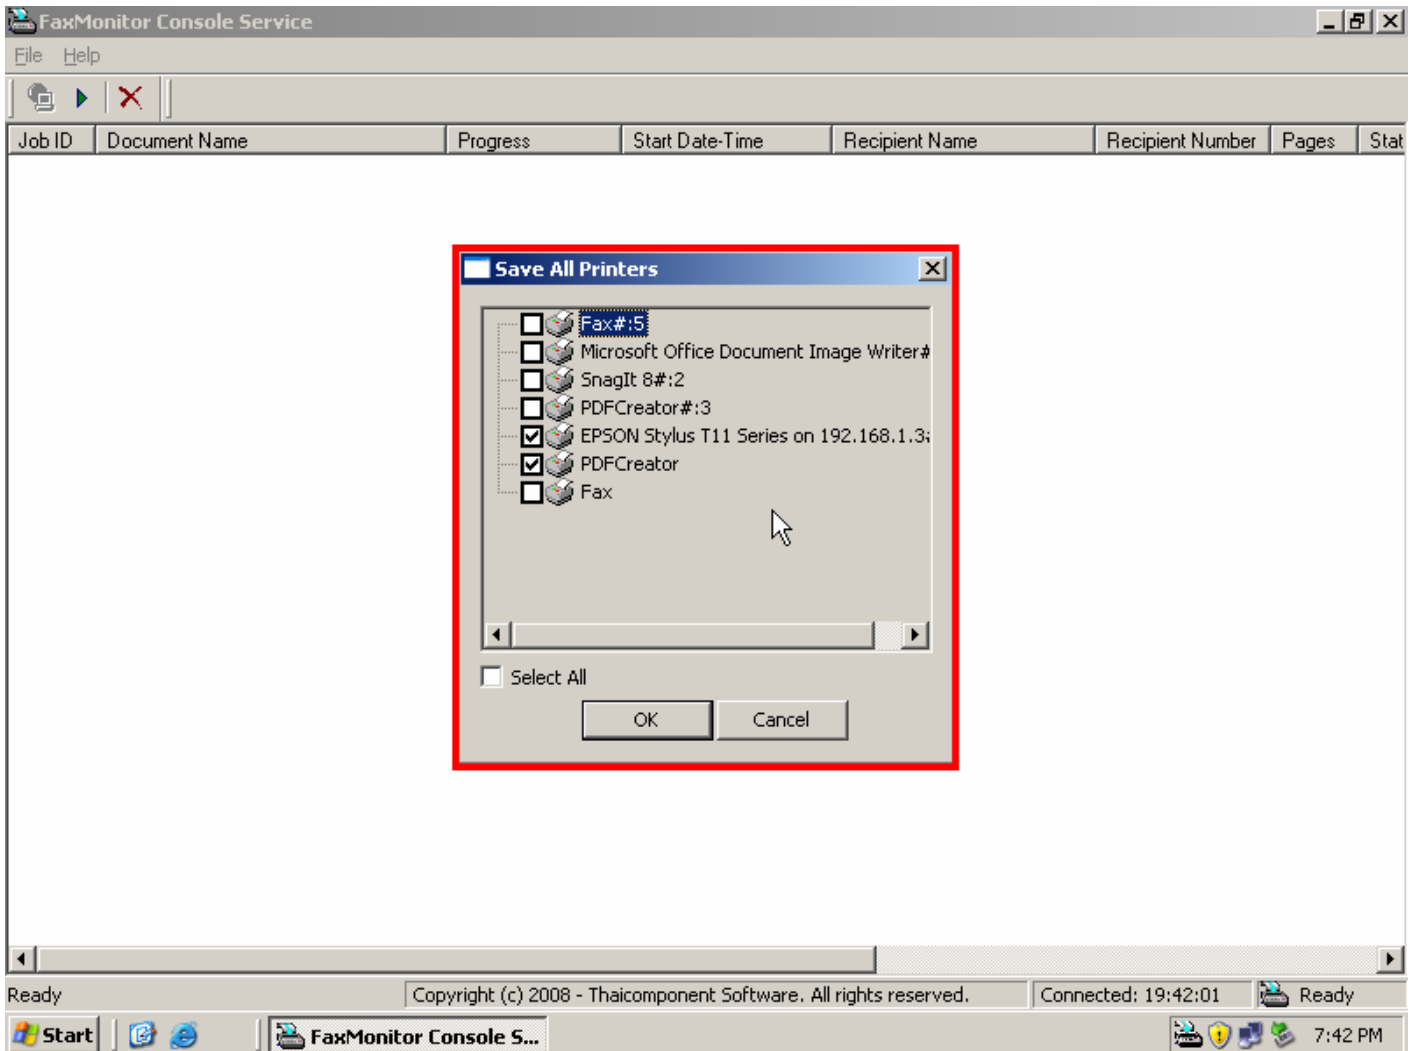 FaxMonitor Console Service
File Help
Job ID Document Name Progress Start Date-Time Recipient Name Recipient Number Pages Stat
Save All Printers
Fax#:5
Microsoft Office Document Image Writer#
SnagIt 8#:2
PDFCreator#:3
EPSON Stylus T11 Series on 192.168.1.3
PDFCreator
Fax
Select All
OK Cancel
Ready Copyright (c) 2008 - Thaicomponent Software. All rights reserved. Connected: 19:42:01 Ready
Start FaxMonitor Console S... 7:42 PM